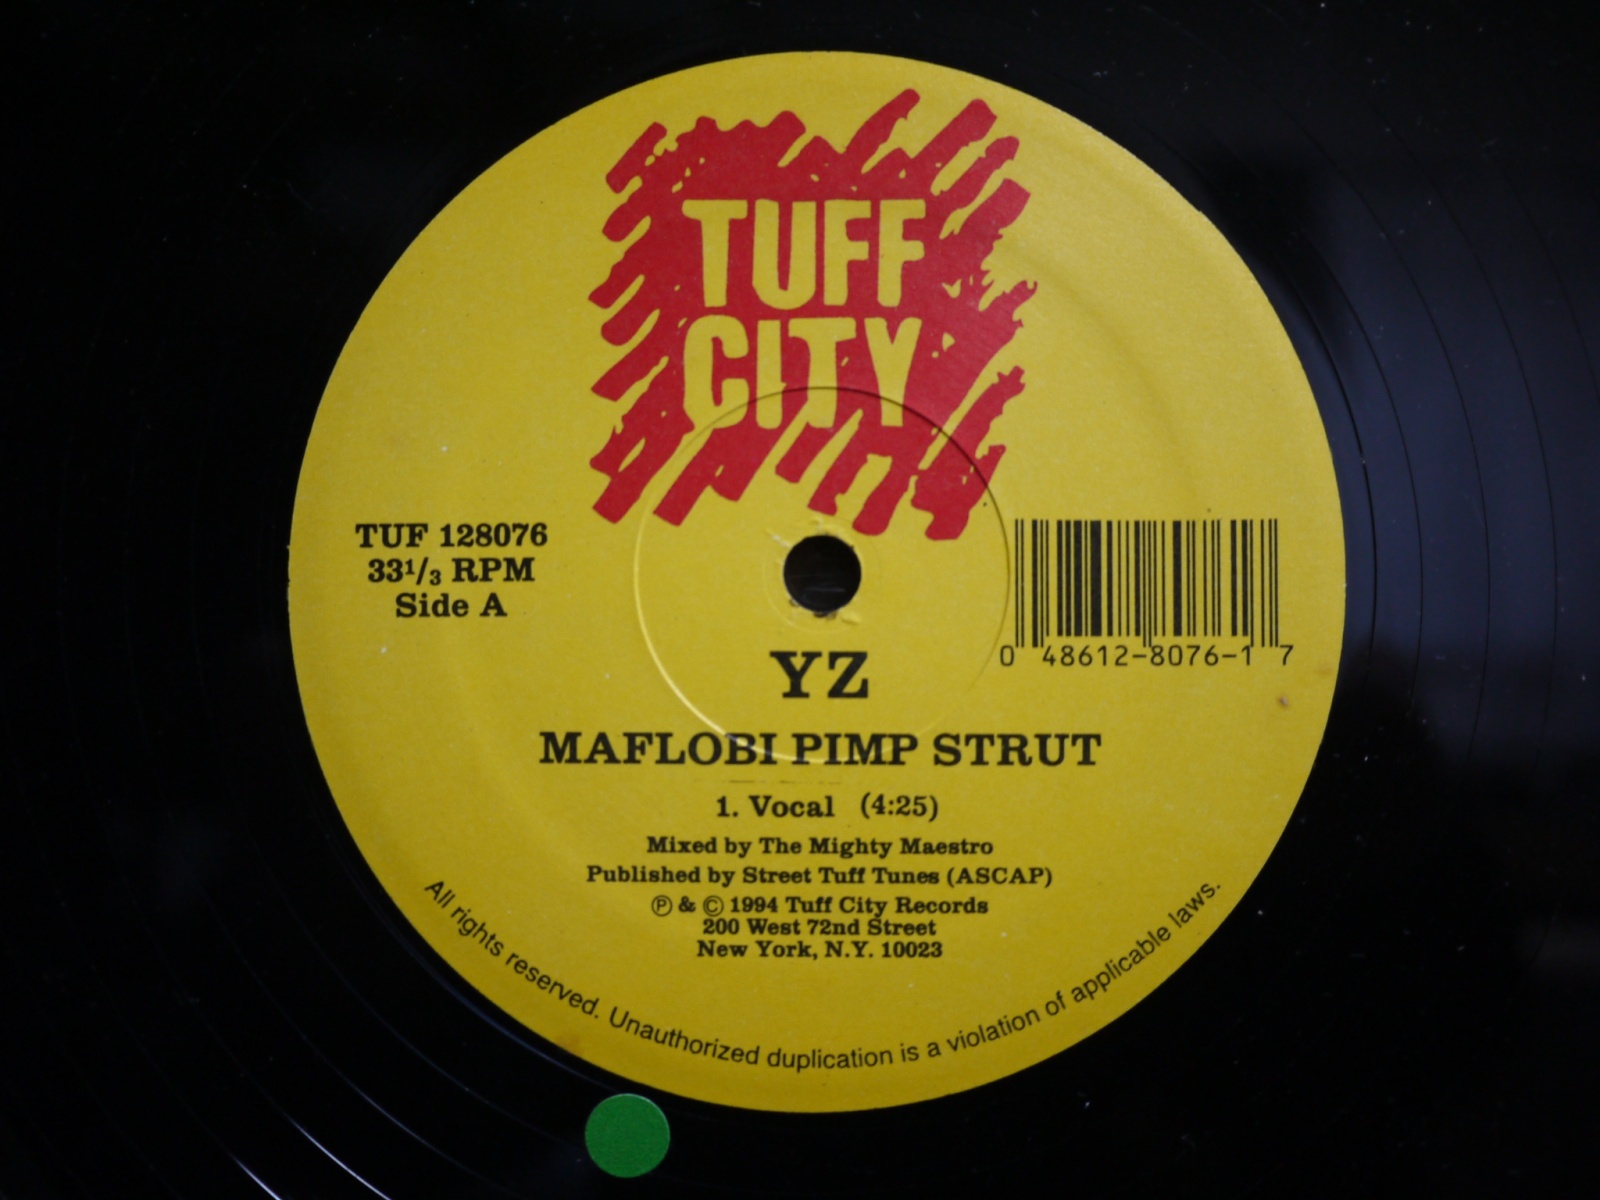 TUFF
CITY
TUF 128076
33 1/3 RPM
Side A
0 48612-8076-1 7
YZ
MAFLOBI PIMP STRUT
1. Vocal (4:25)
Mixed by The Mighty Maestro
Published by Street Tuff Tunes (ASCAP)
℗ & © 1994 Tuff City Records
200 West 72nd Street
New York, N.Y. 10023
All rights reserved. Unauthorized duplication is a violation of applicable laws.